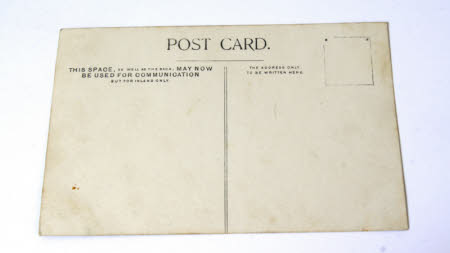 POST CARD.
THIS SPACE, AS WELL AS THE BACK, MAY NOW
BE USED FOR COMMUNICATION
BUT FOR INLAND ONLY.
THE ADDRESS ONLY
TO BE WRITTEN HERE.